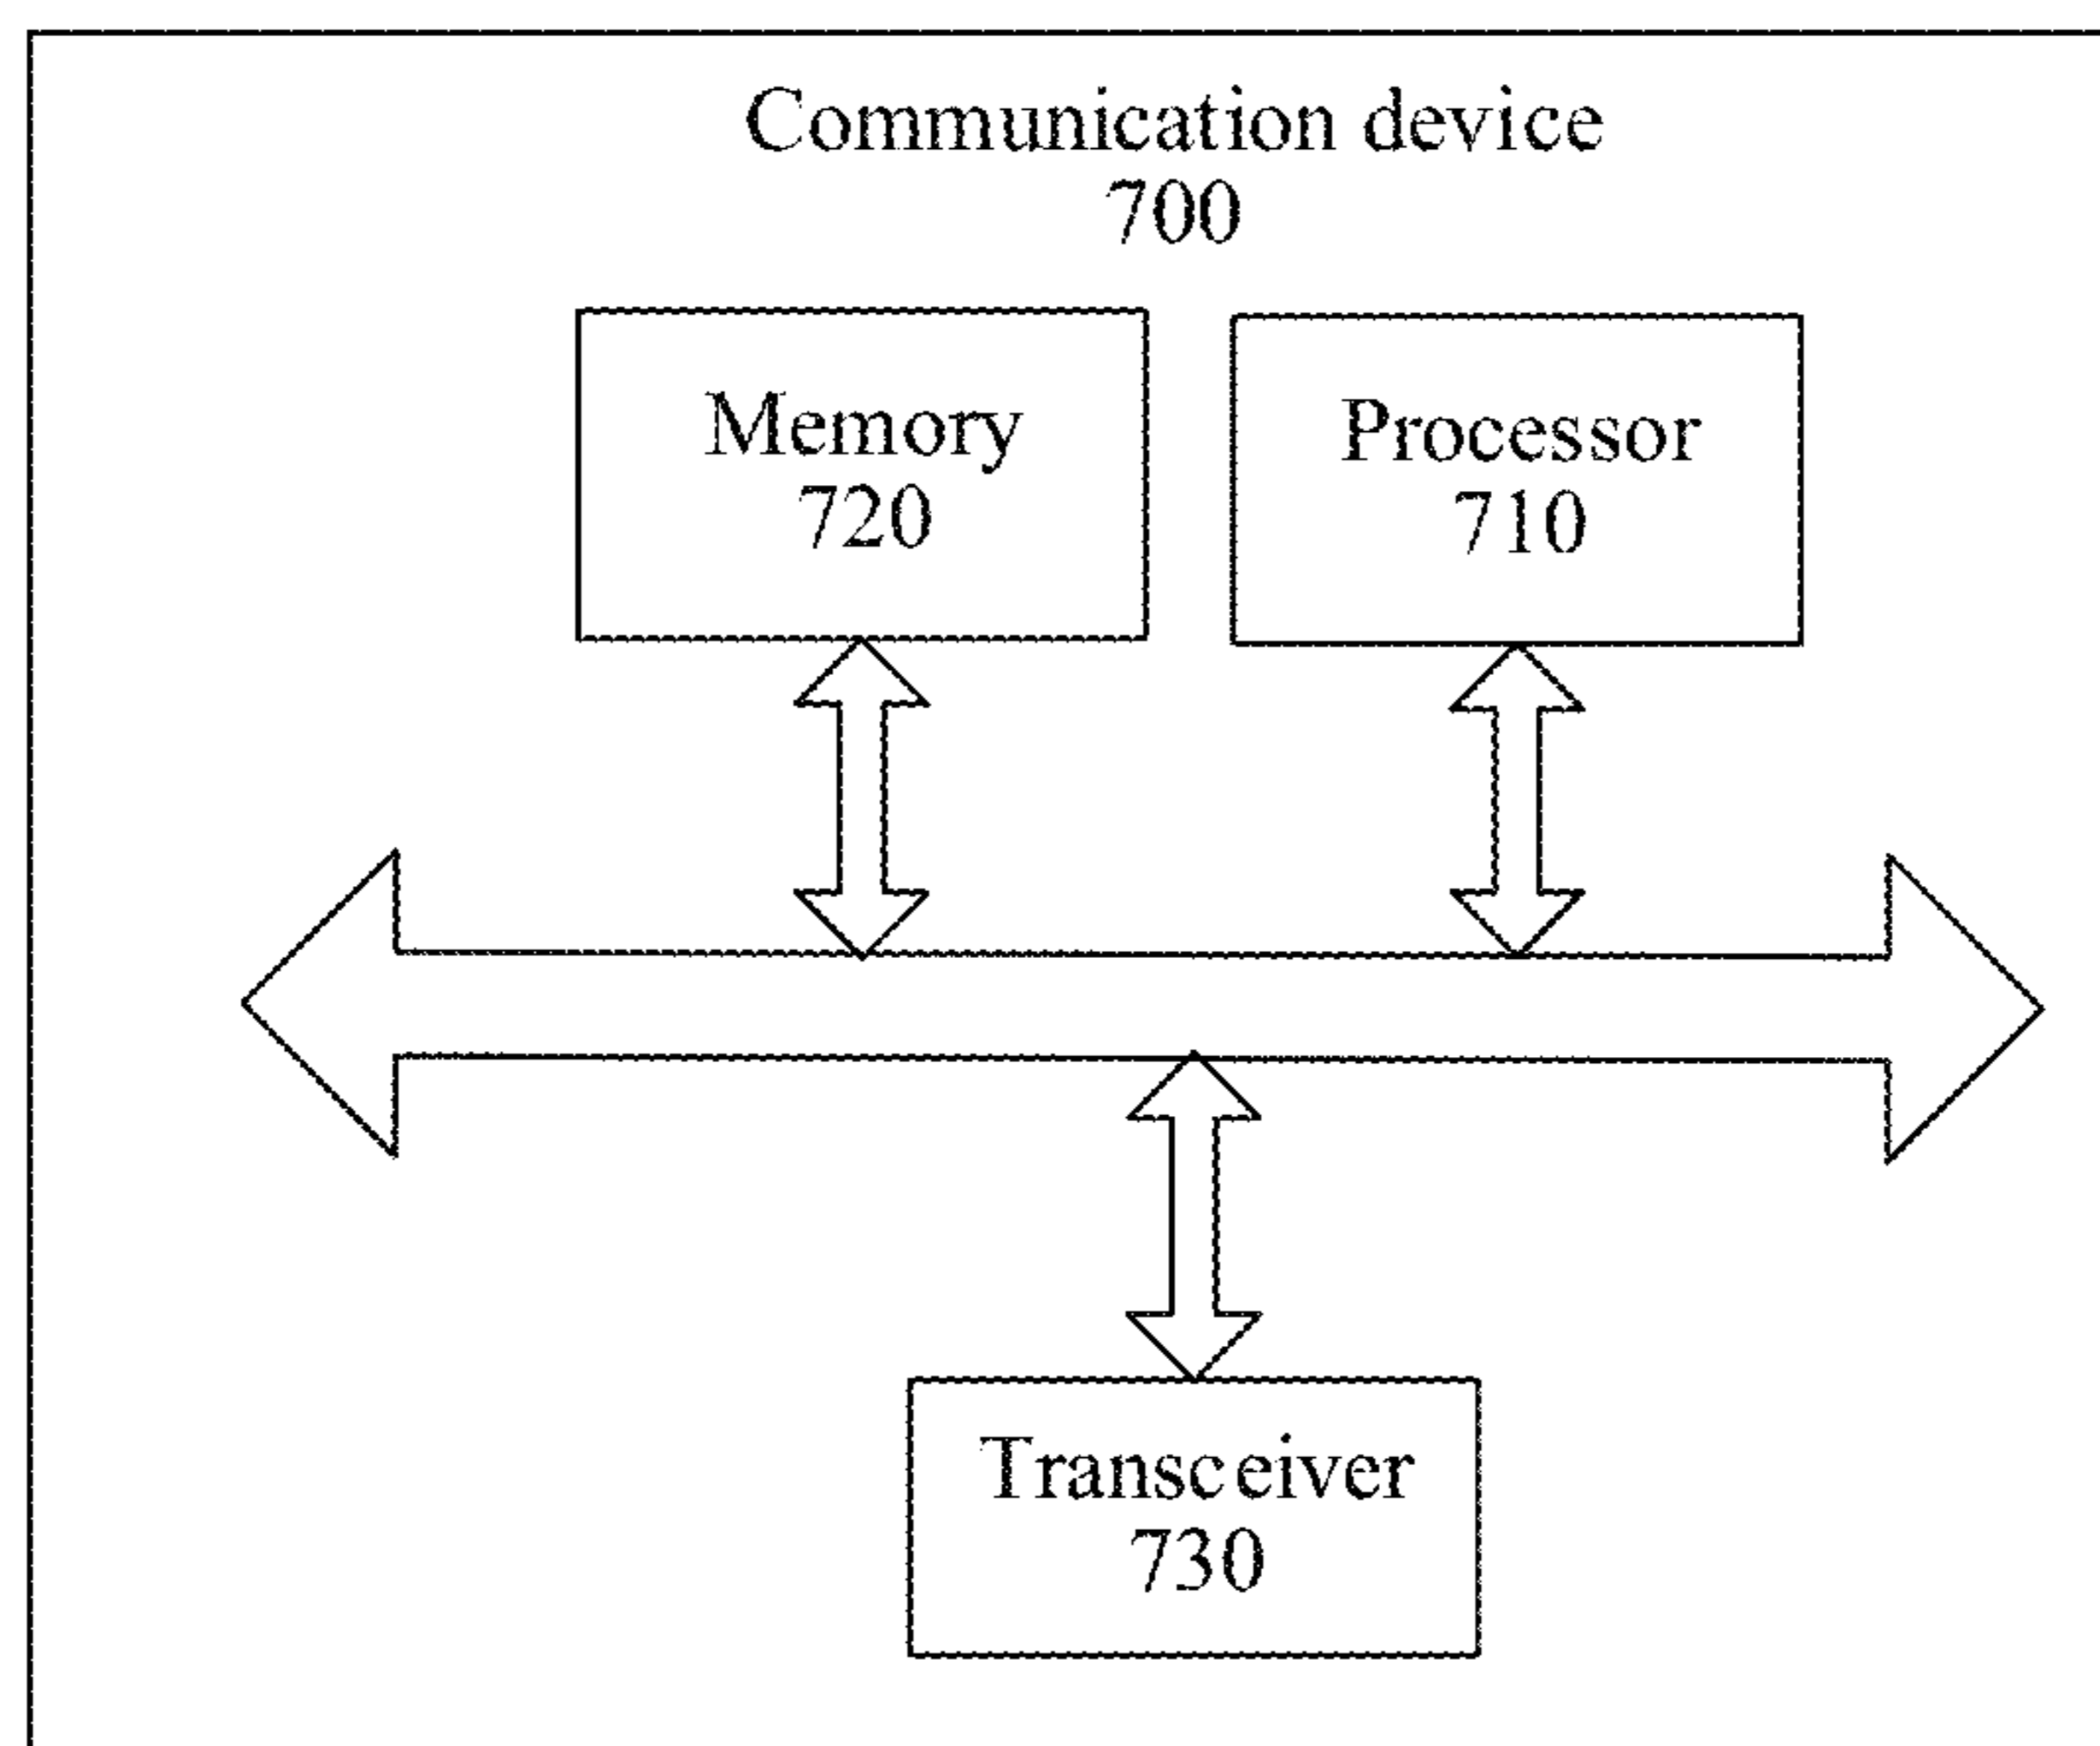 Communication device
700
Memory
720
Processor
710
Transceiver
730